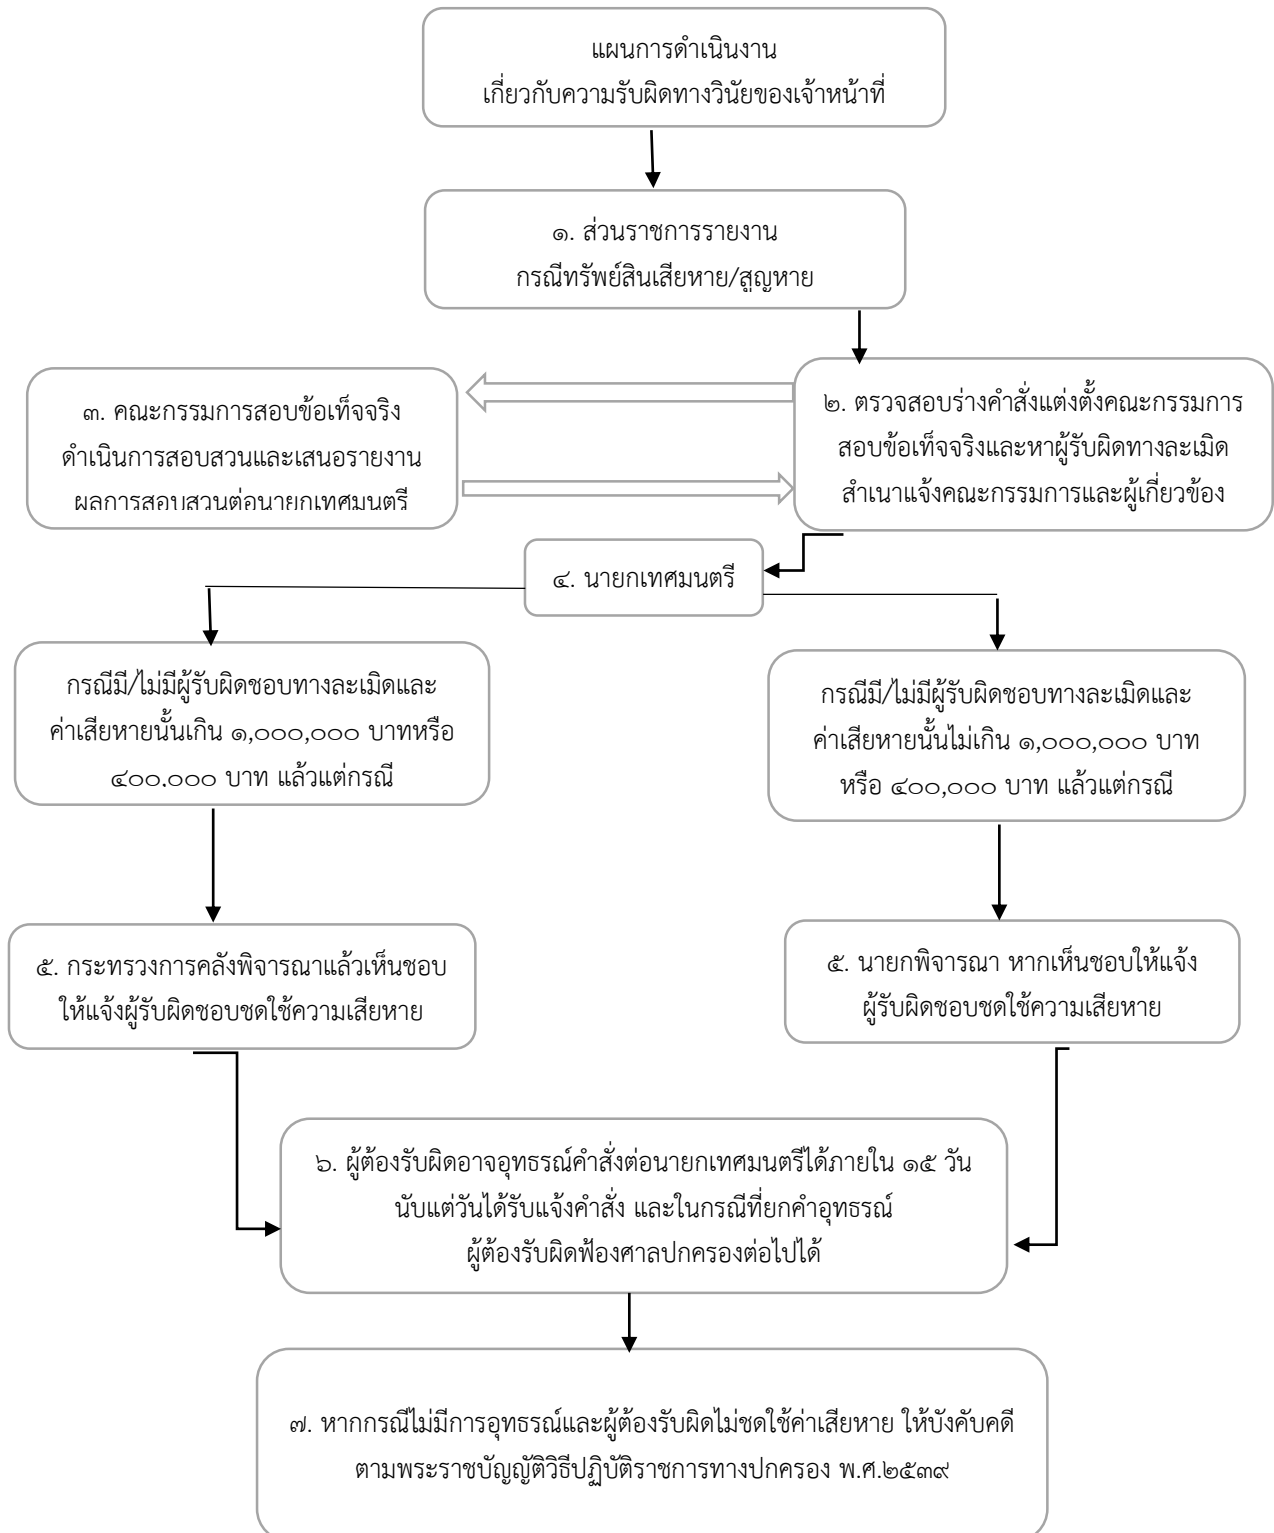 แผนการดำเนินงาน
เกี่ยวกับความรับผิดทางวินัยของเจ้าหน้าที่
๑. ส่วนราชการรายงาน
กรณีทรัพย์สินเสียหาย/สูญหาย
๒. ตรวจสอบร่างคำสั่งแต่งตั้งคณะกรรมการ
สอบข้อเท็จจริงและหาผู้รับผิดทางละเมิด
สำเนาแจ้งคณะกรรมการและผู้เกี่ยวข้อง
๓. คณะกรรมการสอบข้อเท็จจริง
ดำเนินการสอบสวนและเสนอรายงาน
ผลการสอบสวนต่อนายกเทศมนตรี
๔. นายกเทศมนตรี
กรณีมี/ไม่มีผู้รับผิดชอบทางละเมิดและ
ค่าเสียหายนั้นเกิน ๑,๐๐๐,๐๐๐ บาทหรือ
๔๐๐.๐๐๐ บาท แล้วแต่กรณี
กรณีมี/ไม่มีผู้รับผิดชอบทางละเมิดและ
ค่าเสียหายนั้นไม่เกิน ๑,๐๐๐,๐๐๐ บาท
หรือ ๔๐๐,๐๐๐ บาท แล้วแต่กรณี
๕. กระทรวงการคลังพิจารณาแล้วเห็นชอบ
ให้แจ้งผู้รับผิดชอบชดใช้ความเสียหาย
๕. นายกพิจารณา หากเห็นชอบให้แจ้ง
ผู้รับผิดชอบชดใช้ความเสียหาย
๖. ผู้ต้องรับผิดอาจอุทธรณ์คำสั่งต่อนายกเทศมนตรีได้ภายใน ๑๕ วัน
นับแต่วันได้รับแจ้งคำสั่ง และในกรณีที่ยกคำอุทธรณ์
ผู้ต้องรับผิดฟ้องศาลปกครองต่อไปได้
๗. หากกรณีไม่มีการอุทธรณ์และผู้ต้องรับผิดไม่ชดใช้ค่าเสียหาย ให้บังคับคดี
ตามพระราชบัญญัติวิธีปฏิบัติราชการทางปกครอง พ.ศ.๒๕๓๙